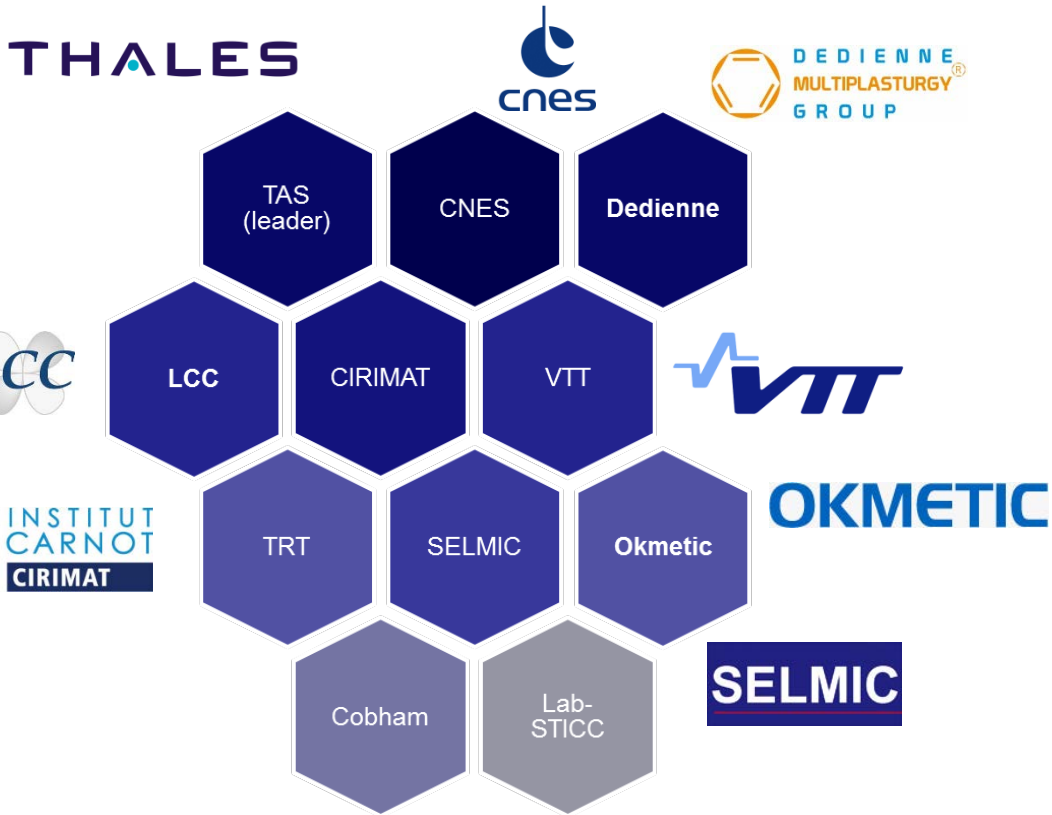 THALES
cnes
DEDIENNE
MULTIPLASTURGY®
GROUP
TAS
(leader)
CNES
Dedienne
CC
LCC
CIRIMAT
VTT
VTT
INSTITUT
CARNOT
CIRIMAT
TRT
SELMIC
Okmetic
OKMETIC
Cobham
Lab-
STICC
SELMIC